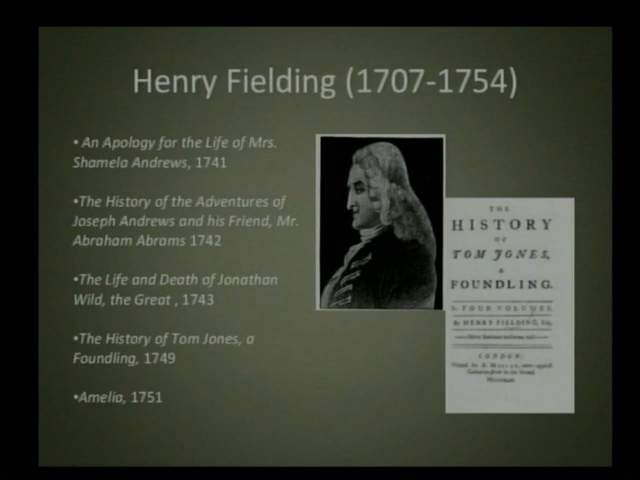 Henry Fielding (1707-1754)
• An Apology for the Life of Mrs.
Shamela Andrews, 1741
•The History of the Adventures of
Joseph Andrews and his Friend, Mr.
Abraham Abrams 1742
•The Life and Death of Jonathan
Wild, the Great , 1743
•The History of Tom Jones, a
Foundling, 1749
•Amelia, 1751
THE
HISTORY
OF
TOM JONES,
A
FOUNDLING.
In FOUR VOLUMES.
By HENRY FIELDING, Esq;
LONDON: